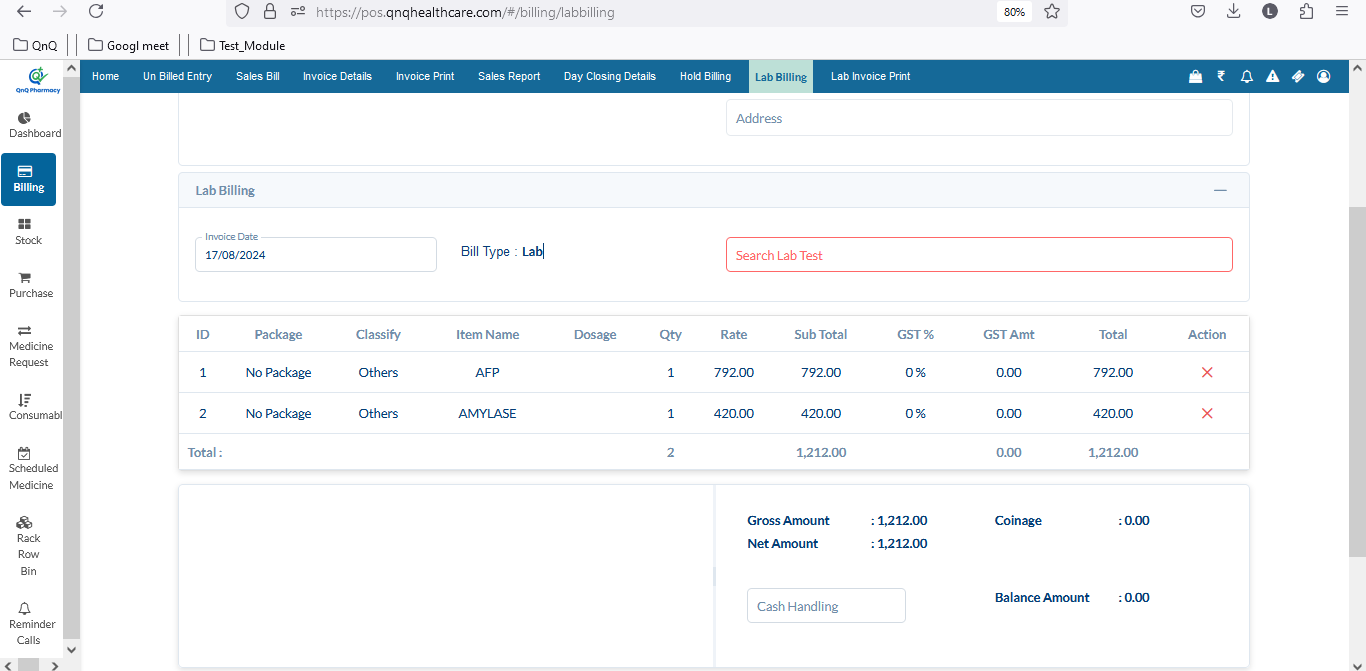 https://pos.qnqhealthcare.com/#/billing/labbilling 80% L
QnQ Googl meet Test_Module
QnQ Pharmacy
Home Un Billed Entry Sales Bill Invoice Details Invoice Print Sales Report Day Closing Details Hold Billing Lab Billing Lab Invoice Print ₹
Dashboard
Billing
Stock
Purchase
Medicine
Request
Consumabl
Scheduled
Medicine
Rack
Row
Bin
Reminder
Calls
Address
Lab Billing
Invoice Date
17/08/2024
Bill Type : Lab
Search Lab Test
ID Package Classify Item Name Dosage Qty Rate Sub Total GST % GST Amt Total Action
1 No Package Others AFP 1 792.00 792.00 0 % 0.00 792.00
2 No Package Others AMYLASE 1 420.00 420.00 0 % 0.00 420.00
Total : 2 1,212.00 0.00 1,212.00
Gross Amount : 1,212.00 Coinage : 0.00
Net Amount : 1,212.00
Cash Handling
Balance Amount : 0.00